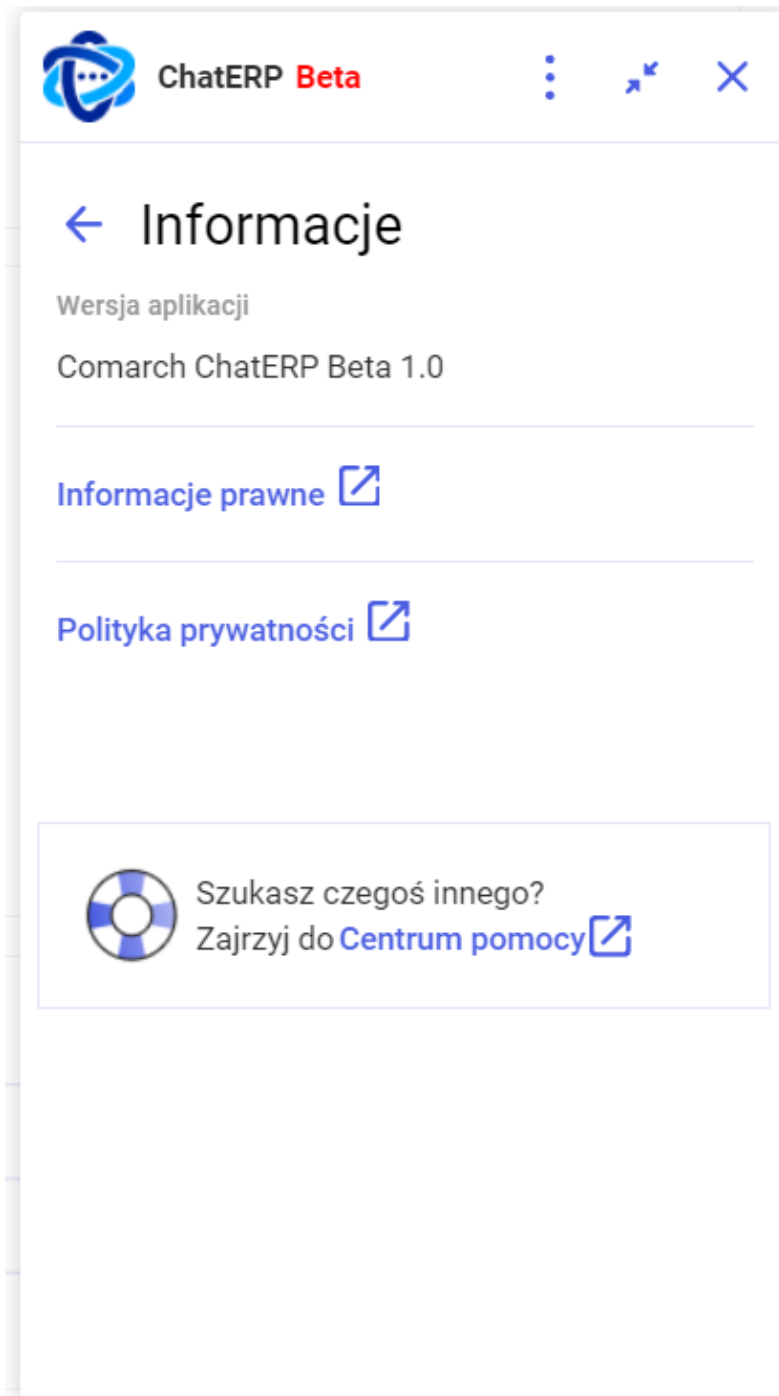 ChatERP Beta
Informacje
Wersja aplikacji
Comarch ChatERP Beta 1.0
Informacje prawne
Polityka prywatności
Szukasz czegoś innego?
Zajrzyj do Centrum pomocy